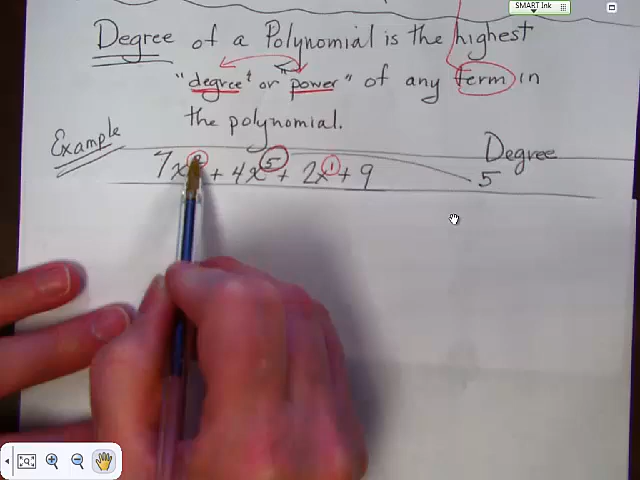 SMART Ink
Degree of a Polynomial is the highest
"degree" or power" of any term in
the polynomial.
Example
Degree
+ 4x⁵ + 2x¹ + 9
5